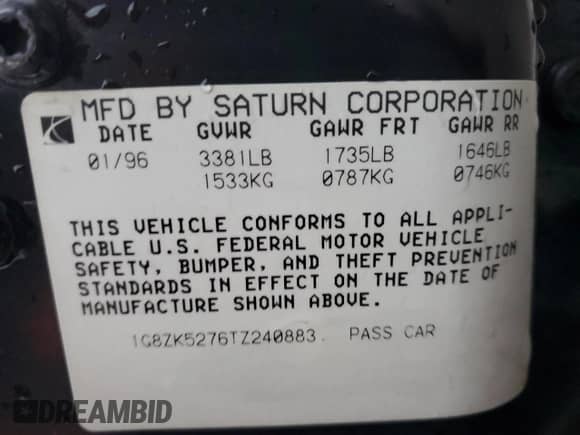 MFD BY SATURN CORPORATION
DATE GVWR GAWR FRT GAWR RR
01/96 3381LB 1735LB 1646LB
1533KG 0787KG 0746KG
THIS VEHICLE CONFORMS TO ALL APPLI-
CABLE U.S. FEDERAL MOTOR VEHICLE
SAFETY, BUMPER, AND THEFT PREVENTION
STANDARDS IN EFFECT ON THE DATE OF
MANUFACTURE SHOWN ABOVE.
1G8ZK5276TZ240883. PASS CAR
DREAMBID